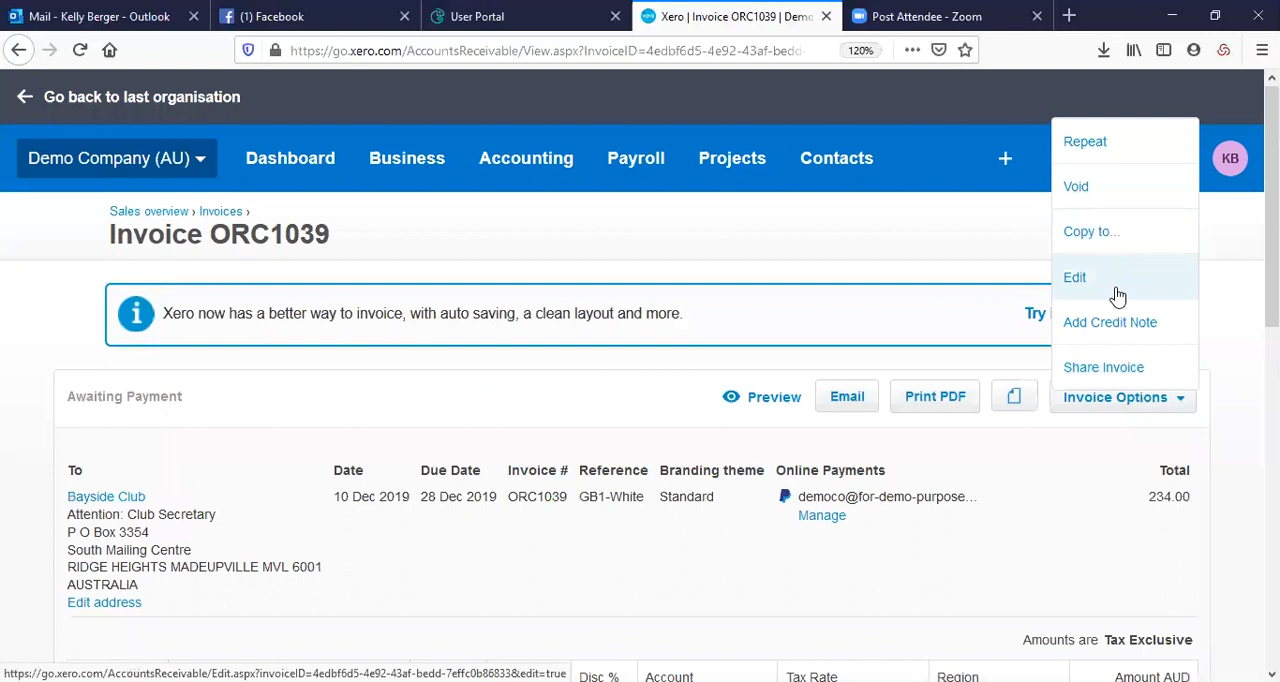 Mail - Kelly Berger - Outlook
(1) Facebook
User Portal
Xero | Invoice ORC1039 | Demo
Post Attendee - Zoom
https://go.xero.com/AccountsReceivable/View.aspx?InvoiceID=4edbf6d5-4e92-43af-bedd-
120%
Go back to last organisation
Demo Company (AU)
Dashboard
Business
Accounting
Payroll
Projects
Contacts
KB
Repeat
Void
Copy to...
Edit
Add Credit Note
Share Invoice
Sales overview › Invoices ›
Invoice ORC1039
Xero now has a better way to invoice, with auto saving, a clean layout and more.
Try
Awaiting Payment
Preview
Email
Print PDF
Invoice Options
To
Date
Due Date
Invoice #
Reference
Branding theme
Online Payments
Total
Bayside Club
10 Dec 2019
28 Dec 2019
ORC1039
GB1-White
Standard
democo@for-demo-purpose...
234.00
Manage
Attention: Club Secretary
P O Box 3354
South Mailing Centre
RIDGE HEIGHTS MADEUPVILLE MVL 6001
AUSTRALIA
Edit address
Amounts are Tax Exclusive
Disc %
Account
Tax Rate
Region
Amount AUD
https://go.xero.com/AccountsReceivable/Edit.aspx?invoiceID=4edbf6d5-4e92-43af-bedd-7effc0b86833&edit=true